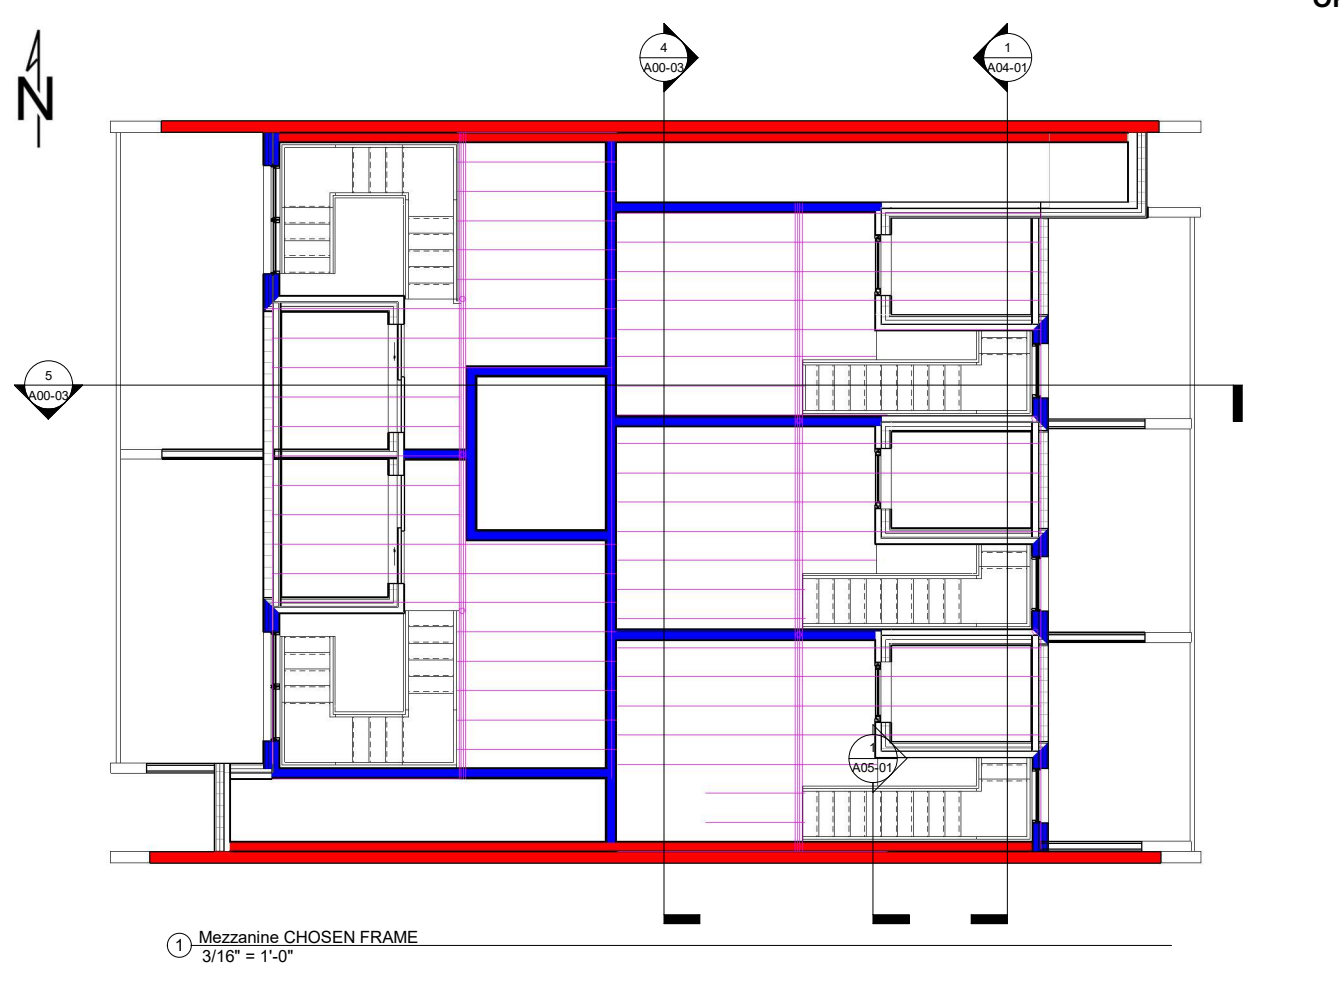 N
4
A00-03
1
A04-01
5
A00-03
1
A05-01
1
Mezzanine CHOSEN FRAME
3/16" = 1'-0"